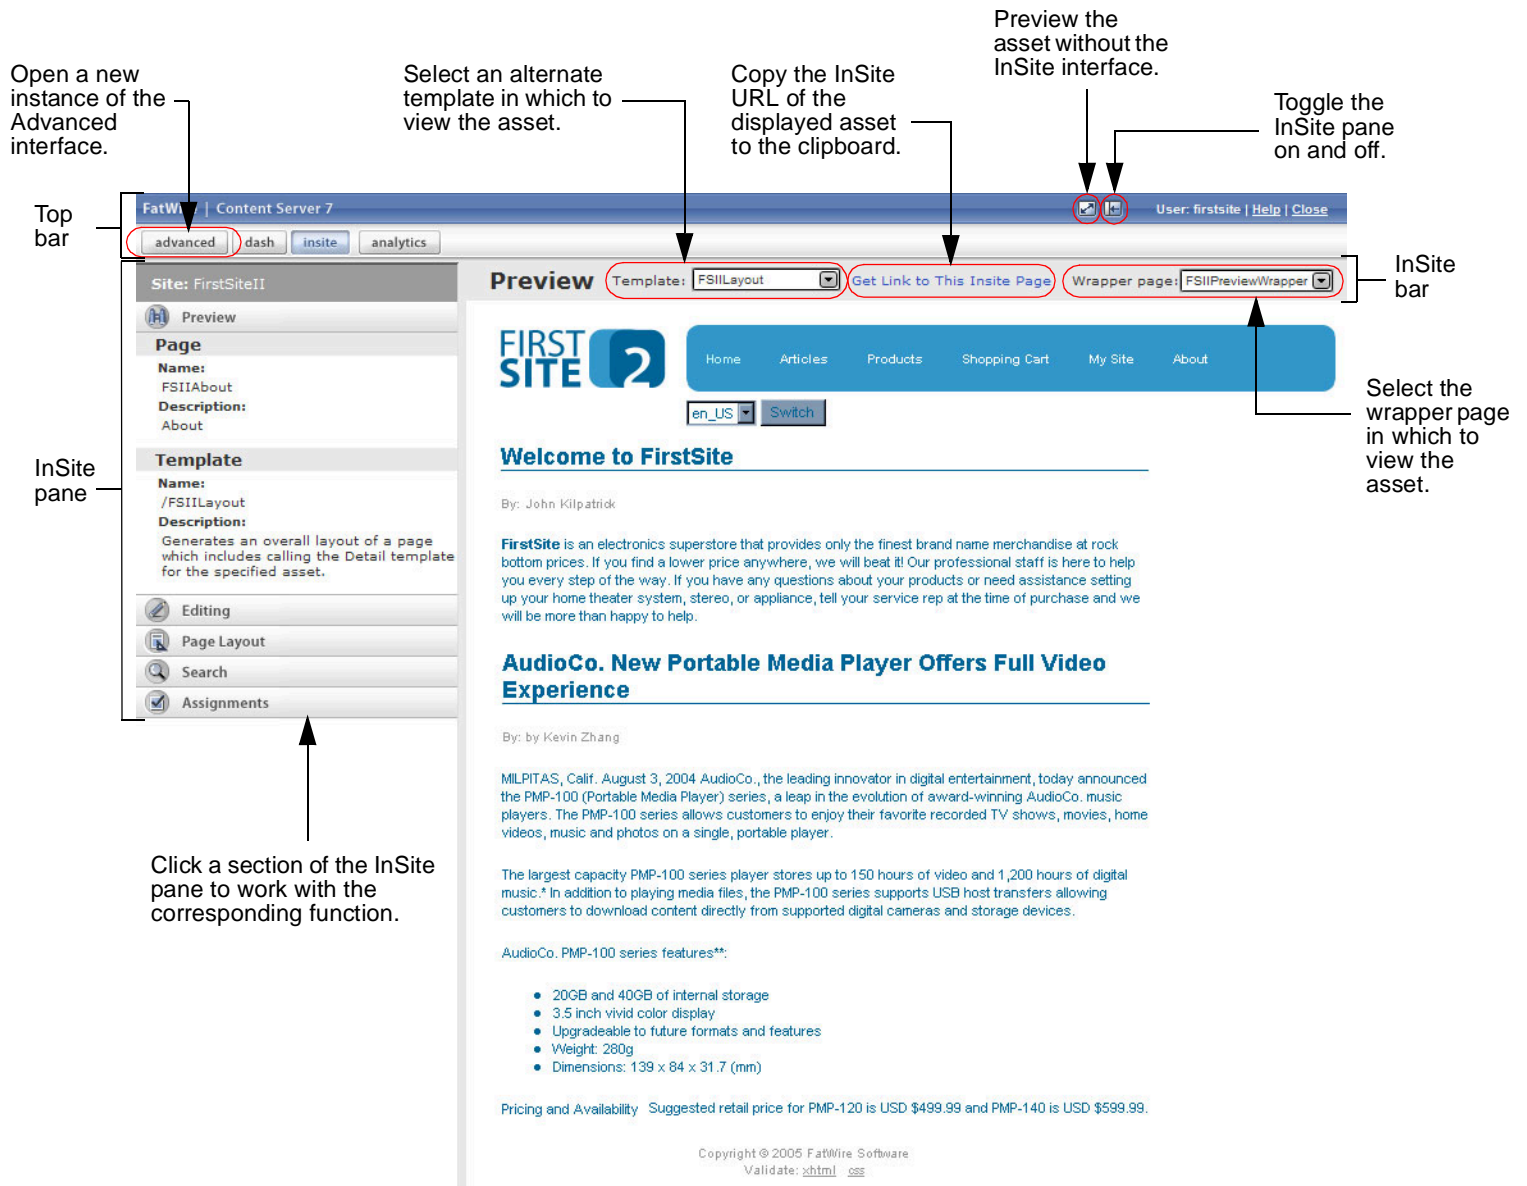 Preview the
asset without the
InSite interface.
Open a new
instance of the
Advanced
interface.
Select an alternate
template in which to
view the asset.
Copy the InSite
URL of the
displayed asset
to the clipboard.
Toggle the
InSite pane
on and off.
Top
bar
FatWi | Content Server 7
User: firstsite | Help | Close
advanced dash insite analytics
InSite
bar
Site: FirstSiteII
Preview Template: FSIILayout Get Link to This Insite Page Wrapper page: FSIIPreviewWrapper
Preview
Page
Name:
FSIIAbout
Description:
About
Template
Name:
/FSIILayout
Description:
Generates an overall layout of a page
which includes calling the Detail template
for the specified asset.
Editing
Page Layout
Search
Assignments
InSite
pane
Click a section of the InSite
pane to work with the
corresponding function.
FIRST
SITE 2
Home Articles Products Shopping Cart My Site About
en_US Switch
Select the
wrapper page
in which to
view the
asset.
Welcome to FirstSite
By: John Kilpatrick
FirstSite is an electronics superstore that provides only the finest brand name merchandise at rock
bottom prices. If you find a lower price anywhere, we will beat it! Our professional staff is here to help
you every step of the way. If you have any questions about your products or need assistance setting
up your home theater system, stereo, or appliance, tell your service rep at the time of purchase and we
will be more than happy to help.
AudioCo. New Portable Media Player Offers Full Video
Experience
By: by Kevin Zhang
MILPITAS, Calif. August 3, 2004 AudioCo., the leading innovator in digital entertainment, today announced
the PMP-100 (Portable Media Player) series, a leap in the evolution of award-winning AudioCo. music
players. The PMP-100 series allows customers to enjoy their favorite recorded TV shows, movies, home
videos, music and photos on a single, portable player.
The largest capacity PMP-100 series player stores up to 150 hours of video and 1,200 hours of digital
music.* In addition to playing media files, the PMP-100 series supports USB host transfers allowing
customers to download content directly from supported digital cameras and storage devices.
AudioCo. PMP-100 series features**:
• 20GB and 40GB of internal storage
• 3.5 inch vivid color display
• Upgradeable to future formats and features
• Weight: 280g
• Dimensions: 139 x 84 x 31.7 (mm)
Pricing and Availability Suggested retail price for PMP-120 is USD $499.99 and PMP-140 is USD $599.99.
Copyright © 2005 FatWire Software
Validate: xhtml css